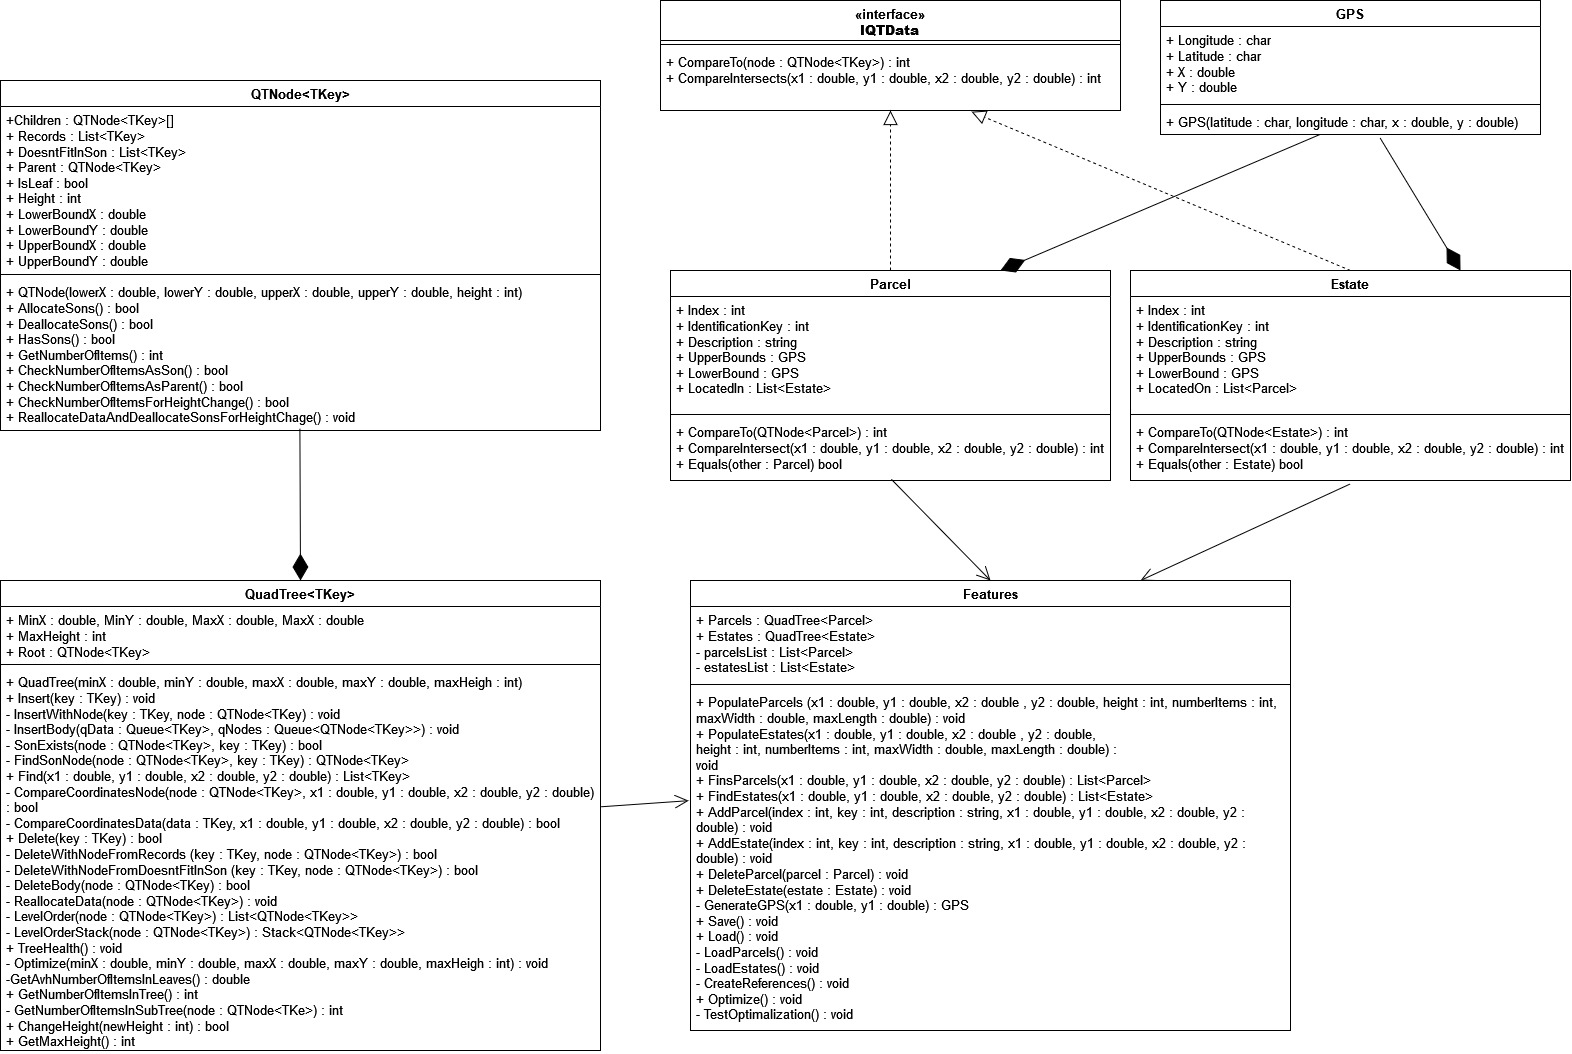 «interface»
IQTData
+ CompareTo(node : QTNode<TKey>) : int
+ CompareIntersects(x1 : double, y1 : double, x2 : double, y2 : double) : int
GPS
+ Longitude : char
+ Latitude : char
+ X : double
+ Y : double
+ GPS(latitude : char, longitude : char, x : double, y : double)
QTNode<TKey>
+Children : QTNode<TKey>[]
+ Records : List<TKey>
+ DoesntFitInSon : List<TKey>
+ Parent : QTNode<TKey>
+ IsLeaf : bool
+ Height : int
+ LowerBoundX : double
+ LowerBoundY : double
+ UpperBoundX : double
+ UpperBoundY : double
+ QTNode(lowerX : double, lowerY : double, upperX : double, upperY : double, height : int)
+ AllocateSons() : bool
+ DeallocateSons() : bool
+ HasSons() : bool
+ GetNumberOfItems() : int
+ CheckNumberOfItemsAsSon() : bool
+ CheckNumberOfItemsAsParent() : bool
+ CheckNumberOfItemsForHeightChange() : bool
+ ReallocateDataAndDeallocateSonsForHeightChage() : void
Parcel
+ Index : int
+ IdentificationKey : int
+ Description : string
+ UpperBounds : GPS
+ LowerBound : GPS
+ LocatedIn : List<Estate>
+ CompareTo(QTNode<Parcel>) : int
+ CompareIntersect(x1 : double, y1 : double, x2 : double, y2 : double) : int
+ Equals(other : Parcel) bool
Estate
+ Index : int
+ IdentificationKey : int
+ Description : string
+ UpperBounds : GPS
+ LowerBound : GPS
+ LocatedOn : List<Parcel>
+ CompareTo(QTNode<Estate>) : int
+ CompareIntersect(x1 : double, y1 : double, x2 : double, y2 : double) : int
+ Equals(other : Estate) bool
QuadTree<TKey>
+ MinX : double, MinY : double, MaxX : double, MaxX : double
+ MaxHeight : int
+ Root : QTNode<TKey>
+ QuadTree(minX : double, minY : double, maxX : double, maxY : double, maxHeigh : int)
+ Insert(key : TKey) : void
- InsertWithNode(key : TKey, node : QTNode<TKey) : void
- InsertBody(qData : Queue<TKey>, qNodes : Queue<QTNode<TKey>>) : void
- SonExists(node : QTNode<TKey>, key : TKey) : bool
- FindSonNode(node : QTNode<TKey>, key : TKey) : QTNode<TKey>
+ Find(x1 : double, y1 : double, x2 : double, y2 : double) : List<TKey>
- CompareCoordinatesNode(node : QTNode<TKey>, x1 : double, y1 : double, x2 : double, y2 : double)
: bool
- CompareCoordinatesData(data : TKey, x1 : double, y1 : double, x2 : double, y2 : double) : bool
+ Delete(key : TKey) : bool
- DeleteWithNodeFromRecords (key : TKey, node : QTNode<TKey>) : bool
- DeleteWithNodeFromDoesntFitInSon (key : TKey, node : QTNode<TKey>) : bool
- DeleteBody(node : QTNode<TKey) : bool
- ReallocateData(node : QTNode<TKey>) : void
- LevelOrder(node : QTNode<TKey>) : List<QTNode<TKey>>
- LevelOrderStack(node : QTNode<TKey>) : Stack<QTNode<TKey>>
+ TreeHealth() : void
- Optimize(minX : double, minY : double, maxX : double, maxY : double, maxHeigh : int) : void
-GetAvhNumberOfItemsInLeaves() : double
+ GetNumberOfItemsInTree() : int
- GetNumberOfItemsInSubTree(node : QTNode<TKe>) : int
+ ChangeHeight(newHeight : int) : bool
+ GetMaxHeight() : int
Features
+ Parcels : QuadTree<Parcel>
+ Estates : QuadTree<Estate>
- parcelsList : List<Parcel>
- estatesList : List<Estate>
+ PopulateParcels (x1 : double, y1 : double, x2 : double , y2 : double, height : int, numberItems : int,
maxWidth : double, maxLength : double) : void
+ PopulateEstates(x1 : double, y1 : double, x2 : double , y2 : double,
height : int, numberItems : int, maxWidth : double, maxLength : double) :
void
+ FinsParcels(x1 : double, y1 : double, x2 : double, y2 : double) : List<Parcel>
+ FindEstates(x1 : double, y1 : double, x2 : double, y2 : double) : List<Estate>
+ AddParcel(index : int, key : int, description : string, x1 : double, y1 : double, x2 : double, y2 :
double) : void
+ AddEstate(index : int, key : int, description : string, x1 : double, y1 : double, x2 : double, y2 :
double) : void
+ DeleteParcel(parcel : Parcel) : void
+ DeleteEstate(estate : Estate) : void
- GenerateGPS(x1 : double, y1 : double) : GPS
+ Save() : void
+ Load() : void
- LoadParcels() : void
- LoadEstates() : void
- CreateReferences() : void
+ Optimize() : void
- TestOptimalization() : void